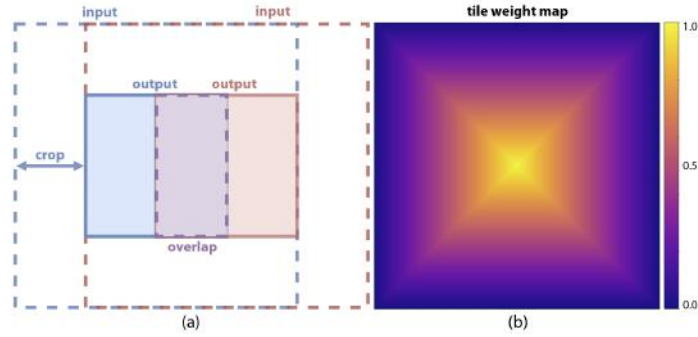 input
input
tile weight map
1.0
output
output
crop
0.5
overlap
0.0
(a)
(b)